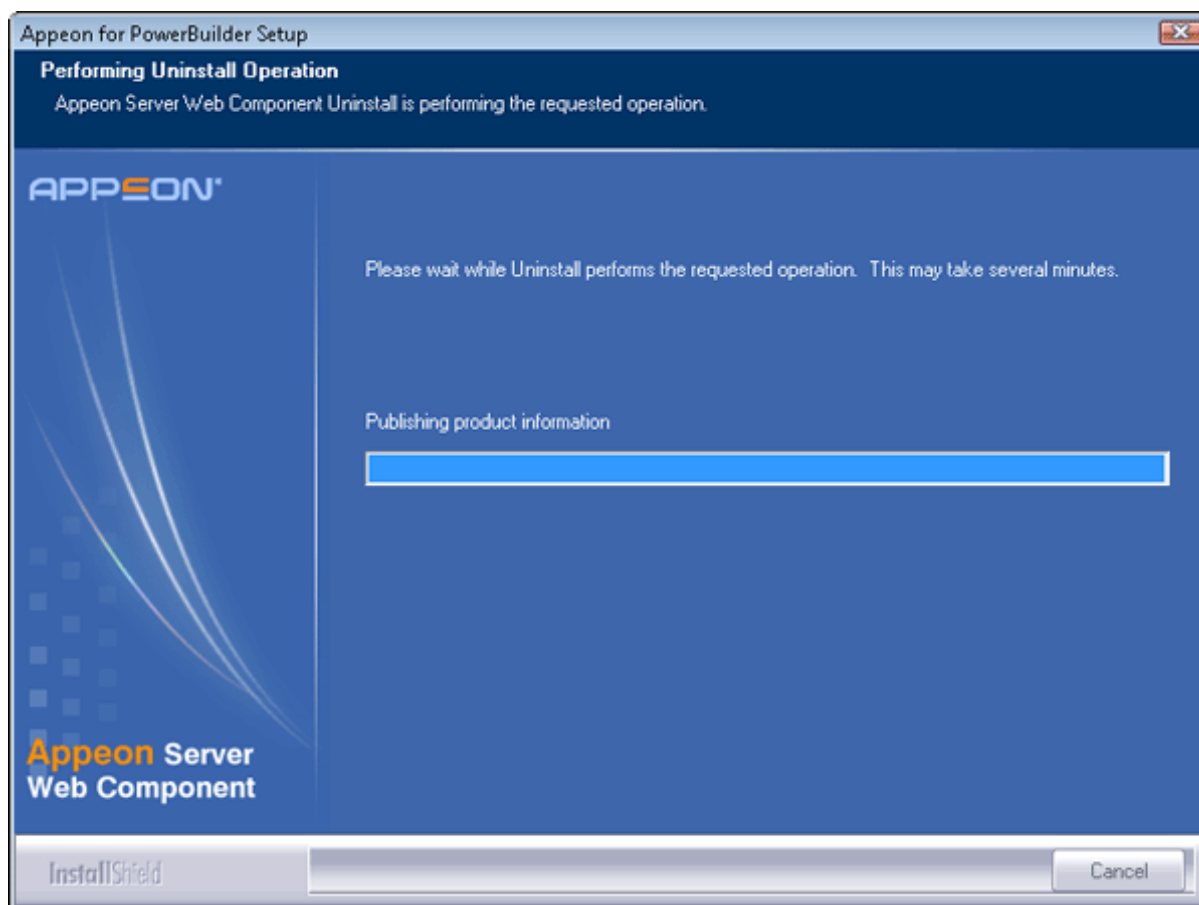 Appeon for PowerBuilder Setup
Performing Uninstall Operation
Appeon Server Web Component Uninstall is performing the requested operation.
APPEON
Please wait while Uninstall performs the requested operation.  This may take several minutes.
Publishing product information
Appeon Server
Web Component
InstallShield
Cancel